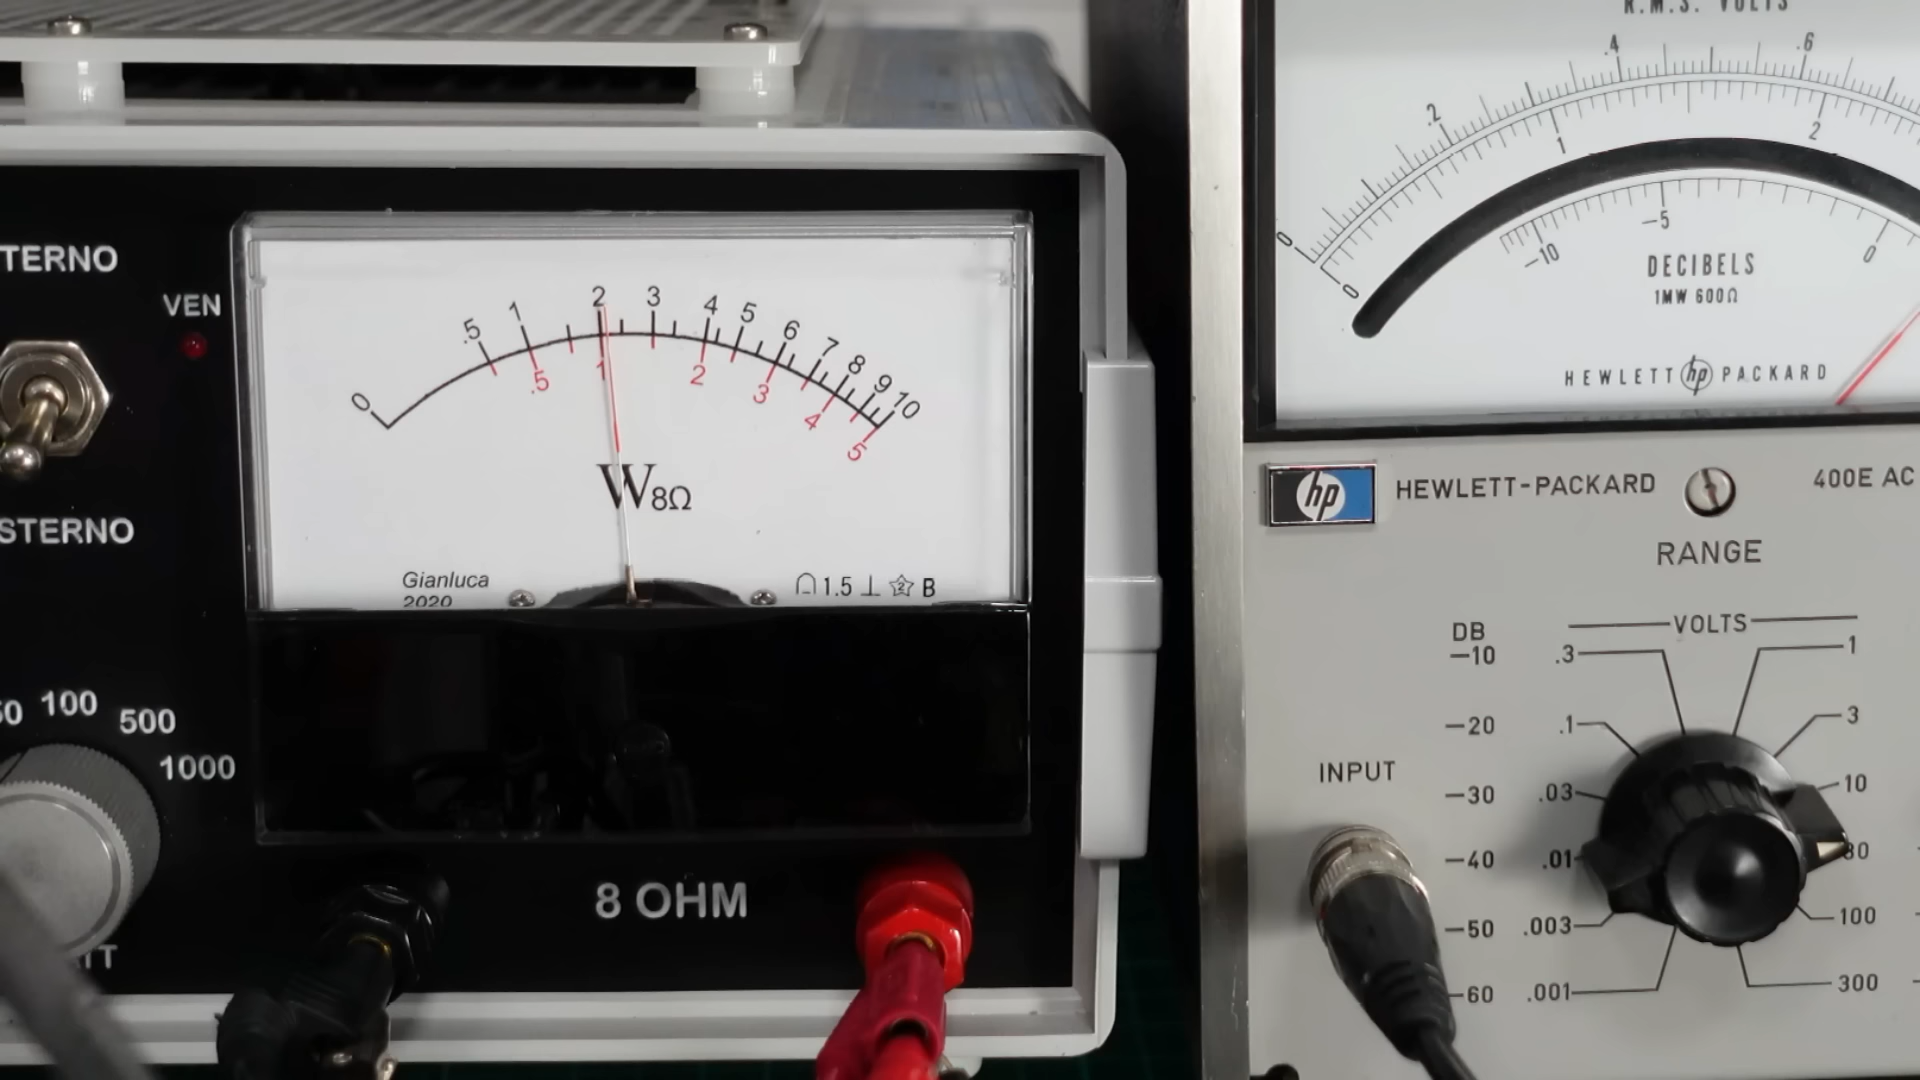 TERNO
VEN
STERNO
50 100 500
1000
0 .5 1 2 3 4 5 6 7 8 9 10
.5 1 2 3 4 5
W8Ω
Gianluca
2020
1.5 ⊥ 2 B
8 OHM
R.M.S. VOLTS
0 .2 .4 .6
0 1 2
-10 -5 0
DECIBELS
1MW 600Ω
HEWLETT hp PACKARD
hp HEWLETT-PACKARD 400E AC
RANGE
DB VOLTS
-10 .3 1
-20 .1 3
INPUT
-30 .03 10
-40 .01
-50 .003 100
-60 .001 300